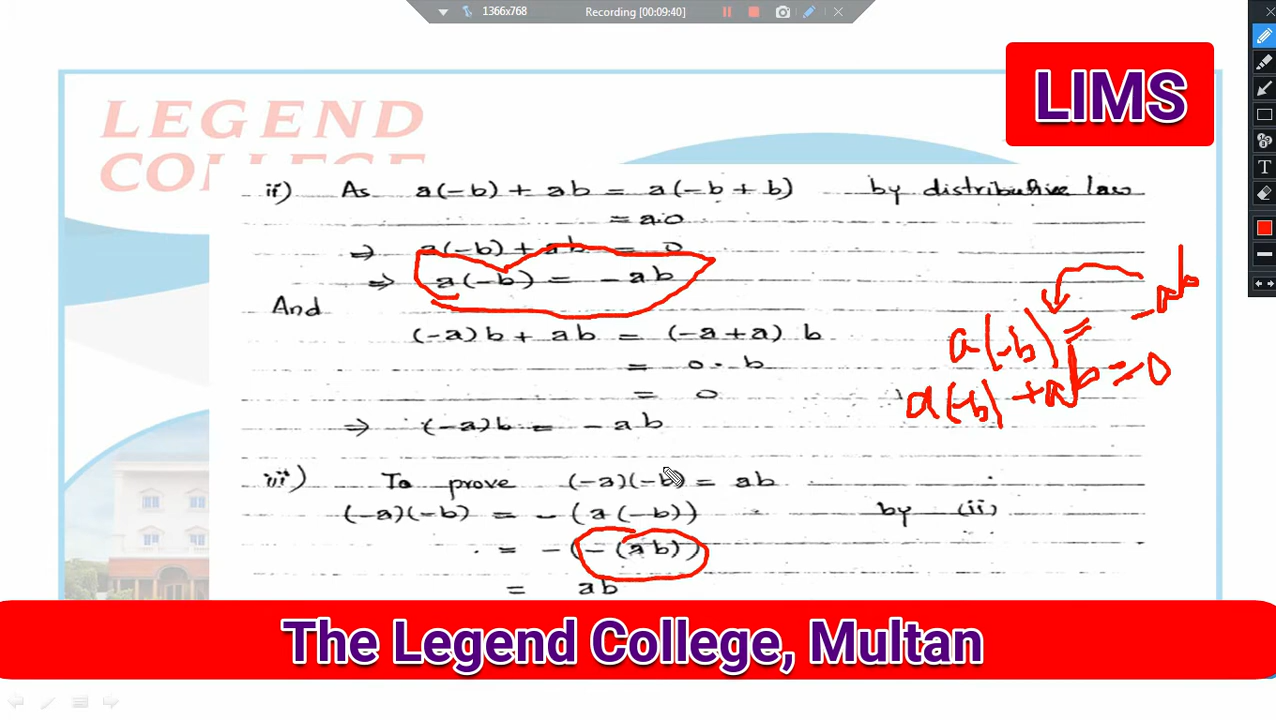 1366x768 Recording [00:09:40]
LIMS
LEGEND
COLLEGE
ii) As a(-b) + ab = a(-b + b) by distributive law
= a.0
⇒ a(-b) + ab = 0
⇒ a(-b) = -ab
And
(-a)b + ab = (-a + a) b
= 0 . b
= 0
⇒ (-a)b = -ab
a(-b) = -ab
a(-b) + ab = 0
iii) To prove (-a)(-b) = ab
(-a)(-b) = -(a(-b)) by (ii)
= -(-(ab))
= ab
The Legend College, Multan